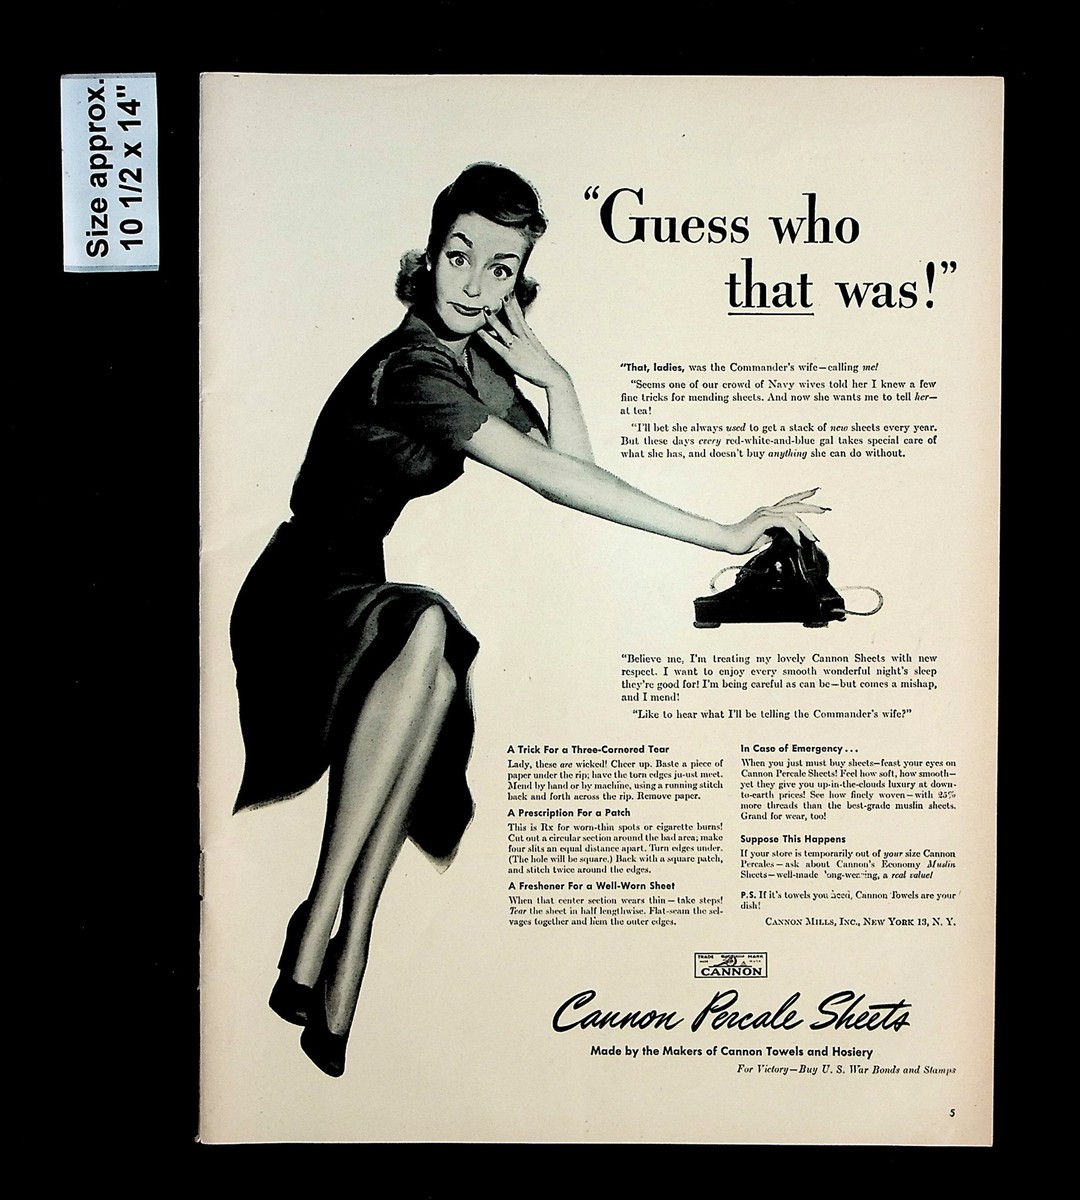 Size approx.
10 1/2 x 14"
“Guess who
that was!”
“That, ladies, was the Commander’s wife—calling me!
“Seems one of our crowd of Navy wives told her I knew a few
fine tricks for mending sheets. And now she wants me to tell her—
at tea!
“I’ll bet she always used to get a stack of new sheets every year.
But these days every red-white-and-blue gal takes special care of
what she has, and doesn’t buy anything she can do without.
“Believe me, I’m treating my lovely Cannon Sheets with new
respect. I want to enjoy every smooth wonderful night’s sleep
they’re good for! I’m being careful as can be—but comes a mishap,
and I mend!
“Like to hear what I’ll be telling the Commander’s wife?”
A Trick For a Three-Cornered Tear
Lady, these are wicked! Cheer up. Baste a piece of
paper under the rip; have the torn edges ju-ust meet.
Mend by hand or by machine, using a running stitch
back and forth across the rip. Remove paper.
A Prescription For a Patch
This is Rx for worn-thin spots or cigarette burns!
Cut out a circular section around the bad area; make
four slits an equal distance apart. Turn edges under.
(The hole will be square.) Back with a square patch,
and stitch twice around the edges.
A Freshener For a Well-Worn Sheet
When that center section wears thin—take steps!
Tear the sheet in half lengthwise. Flat-seam the sel-
vages together and hem the outer edges.
In Case of Emergency...
When you just must buy sheets—feast your eyes on
Cannon Percale Sheets! Feel how soft, how smooth—
yet they give you up-in-the-clouds luxury at down-
to-earth prices! See how finely woven—with 25%
more threads than the best-grade muslin sheets.
Grand for wear, too!
Suppose This Happens
If your store is temporarily out of your size Cannon
Percales—ask about Cannon’s Economy Muslin
Sheets—well-made long-wearing, a real value!
P.S. If it’s towels you need, Cannon Towels are your
dish!
CANNON MILLS, INC., NEW YORK 13, N. Y.
TRADE MARK
CANNON
Cannon Percale Sheets
Made by the Makers of Cannon Towels and Hosiery
For Victory—Buy U. S. War Bonds and Stamps
5